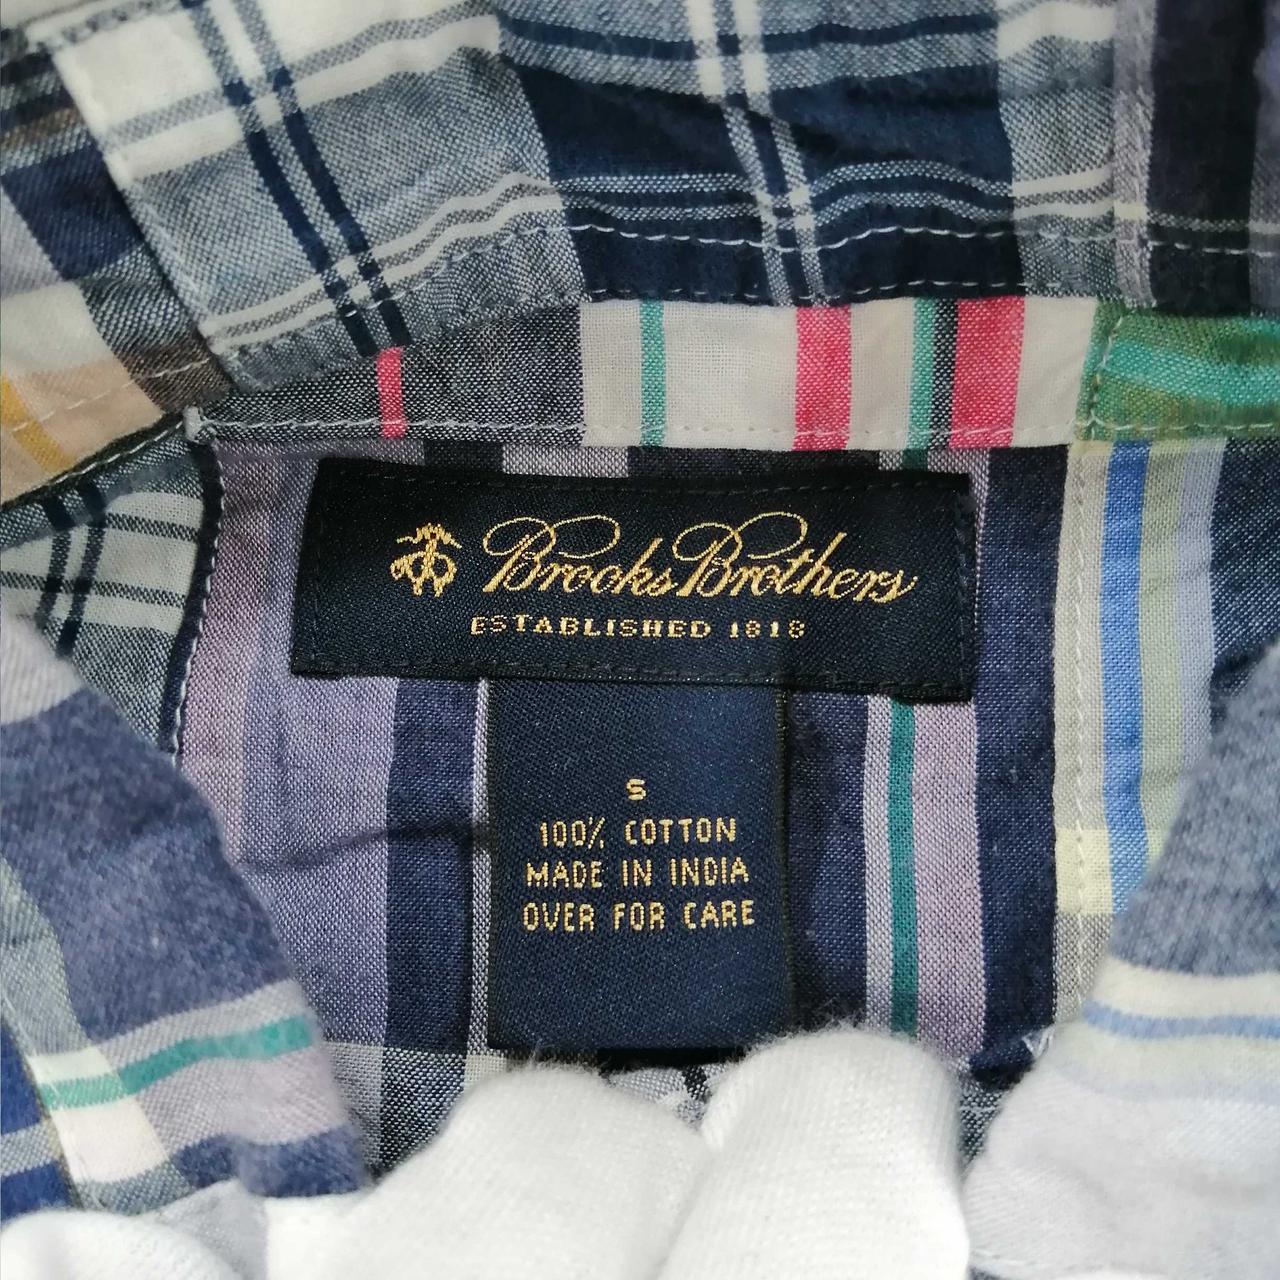 Brooks Brothers
ESTABLISHED 1818
S
100% COTTON
MADE IN INDIA
OVER FOR CARE